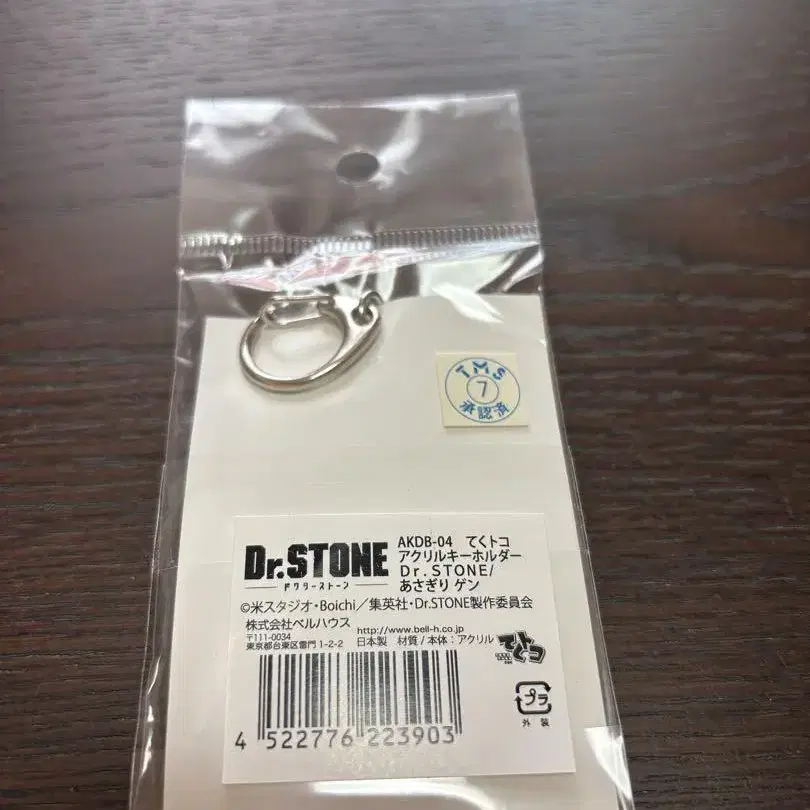 TMS
7
承認済
Dr.STONE
ドクターストーン
AKDB-04 てくトコ
アクリルキーホルダー
Dr.STONE/
あさぎり ゲン
©米スタジオ・Boichi/集英社・Dr.STONE製作委員会
株式会社ベルハウス http://www.bell-h.co.jp
〒111-0034
東京都台東区雷門 1-2-2 日本製 材質/本体:アクリル
てくトコ
プラ
外装
4 522776 223903